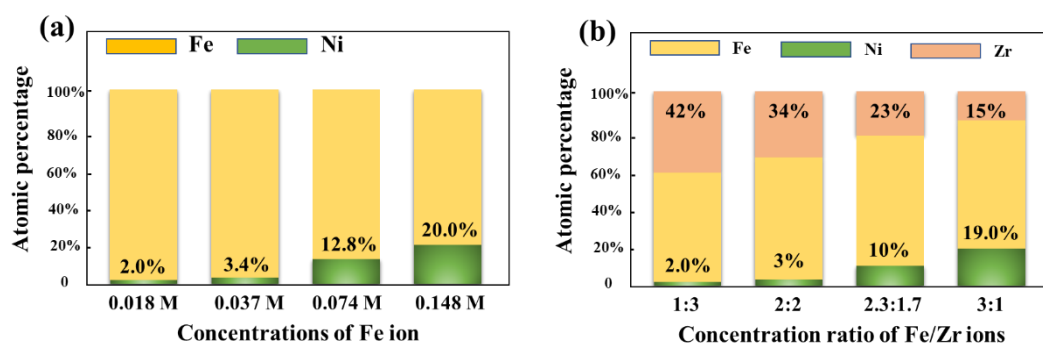 (a)
Fe Ni
Atomic percentage
100%
80%
60%
40%
20%
0
2.0% 3.4% 12.8% 20.0%
0.018 M 0.037 M 0.074 M 0.148 M
Concentrations of Fe ion
(b)
Fe Ni Zr
Atomic percentage
100%
80%
60%
40%
20%
0
42% 34% 23% 15%
2.0% 3% 10% 19.0%
1:3 2:2 2.3:1.7 3:1
Concentration ratio of Fe/Zr ions